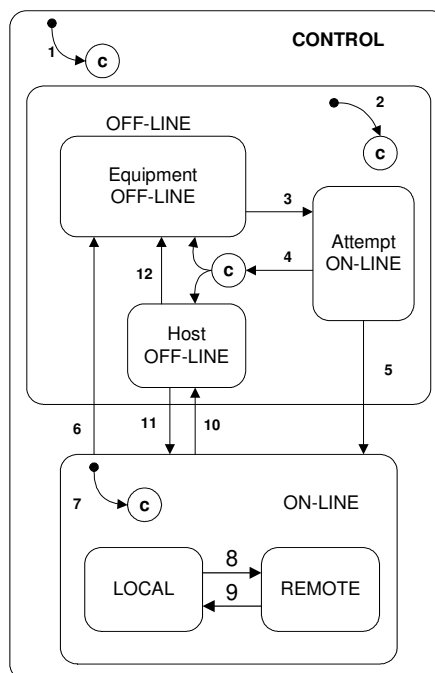 CONTROL
1
c
2
OFF-LINE
c
Equipment
OFF-LINE
3
Attempt
ON-LINE
4
c
12
Host
OFF-LINE
5
6
11
10
7
c
ON-LINE
8
LOCAL
REMOTE
9